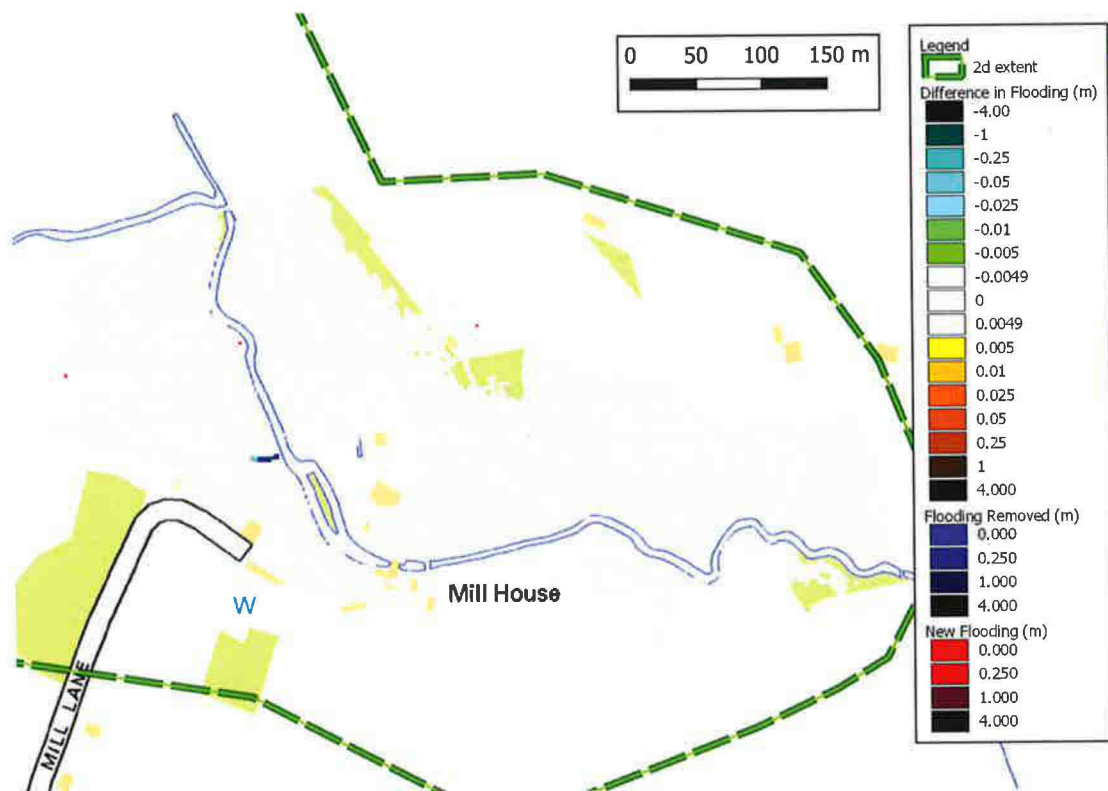 0 50 100 150 m
Legend
2d extent
Difference in Flooding (m)
-4.00
-1
-0.25
-0.05
-0.025
-0.01
-0.005
-0.0049
0
0.0049
0.005
0.01
0.025
0.05
0.25
1
4.000
Flooding Removed (m)
0.000
0.250
1.000
4.000
New Flooding (m)
0.000
0.250
1.000
4.000
Mill House
W
MILL LANE